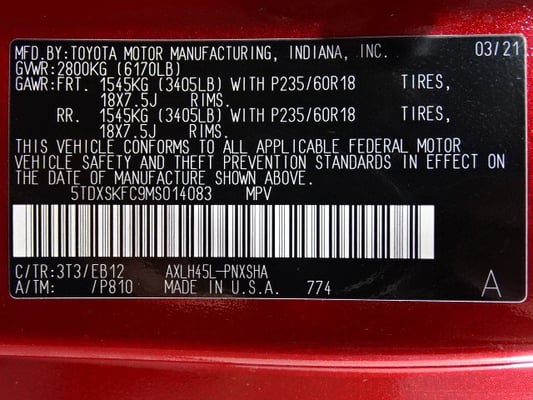 MFD.BY:TOYOTA MOTOR MANUFACTURING, INDIANA, INC. 03/21
GVWR:2800KG (6170LB)
GAWR:FRT. 1545KG (3405LB) WITH P235/60R18 TIRES,
18X7.5J RIMS.
RR. 1545KG (3405LB) WITH P235/60R18 TIRES,
18X7.5J RIMS.
THIS VEHICLE CONFORMS TO ALL APPLICABLE FEDERAL MOTOR
VEHICLE SAFETY AND THEFT PREVENTION STANDARDS IN EFFECT ON
THE DATE OF MANUFACTURE SHOWN ABOVE.
5TDXSKFC9MS014083 MPV
C/TR:3T3/EB12 AXLH45L-PNXSHA
A/TM: /P810 MADE IN U.S.A. 774 A